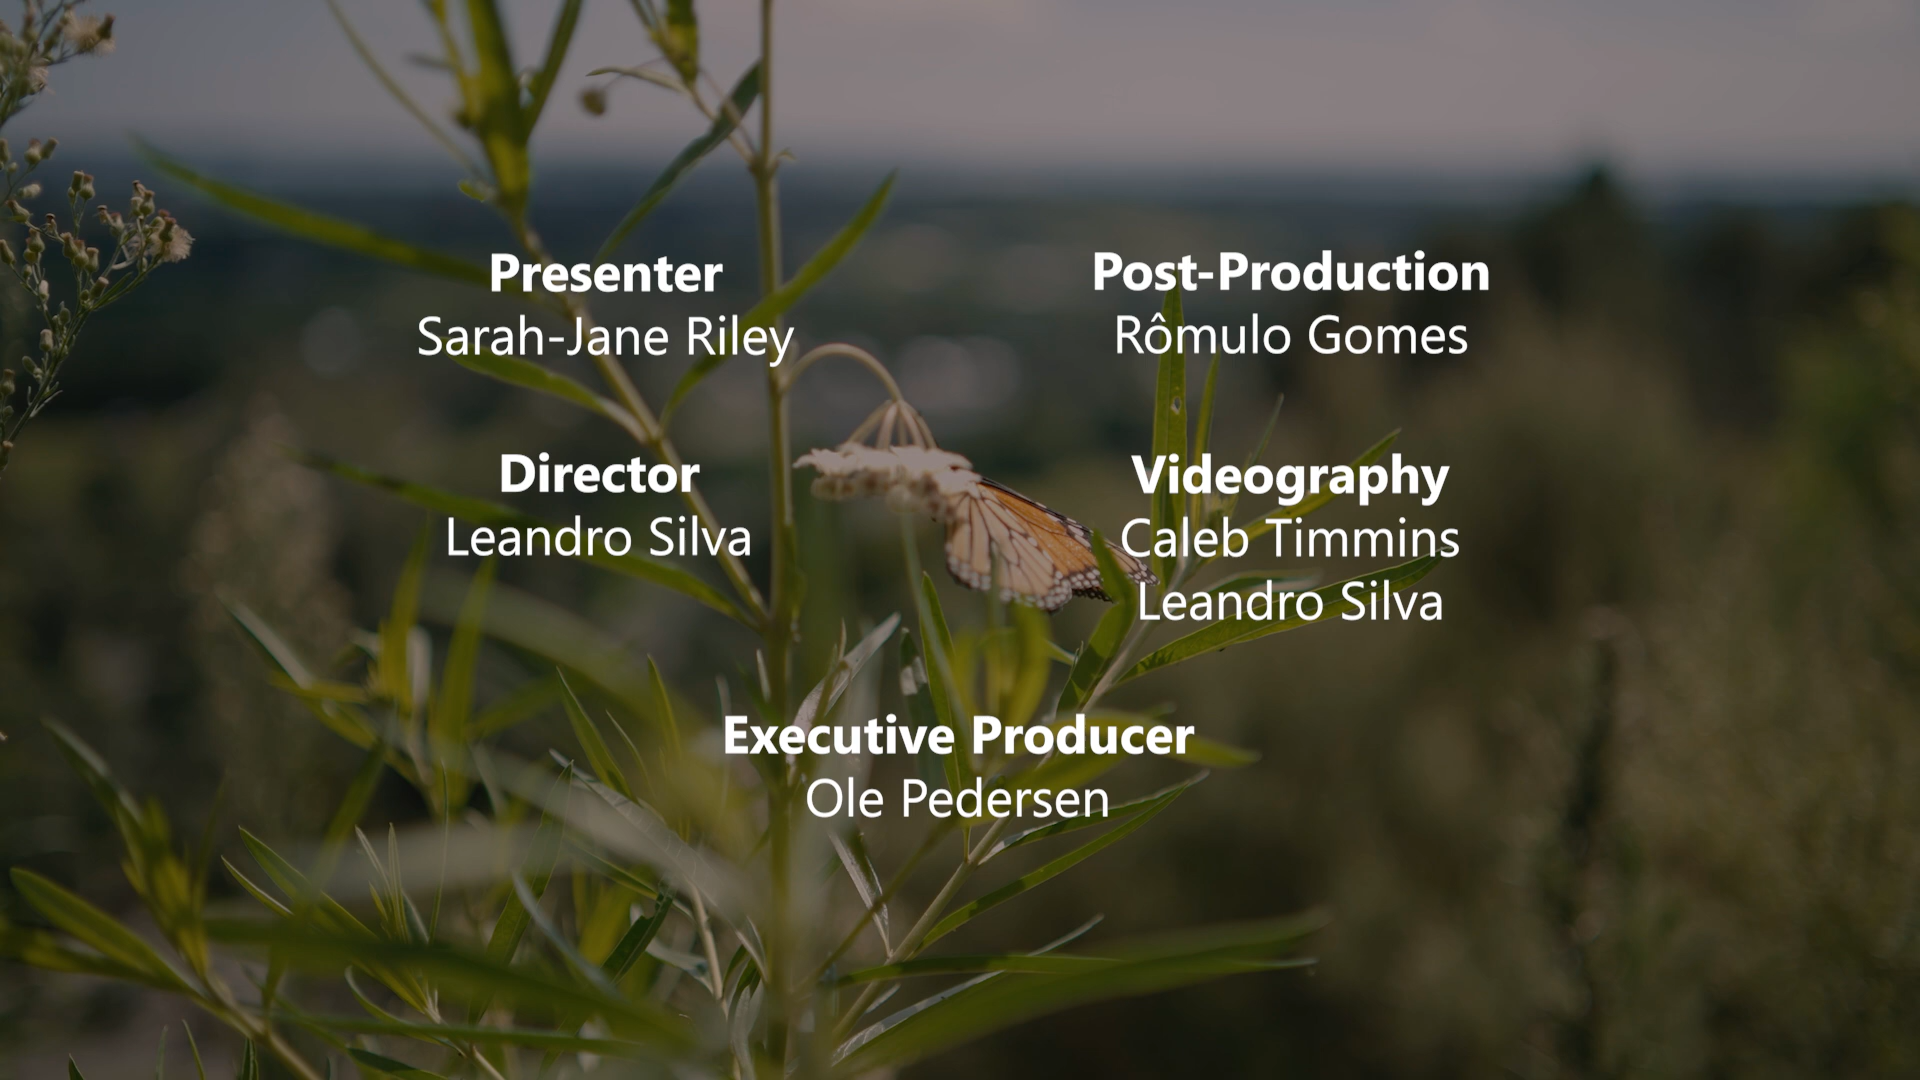 Presenter
Sarah-Jane Riley
Director
Leandro Silva
Post-Production
Rômulo Gomes
Videography
Caleb Timmins
Leandro Silva
Executive Producer
Ole Pedersen